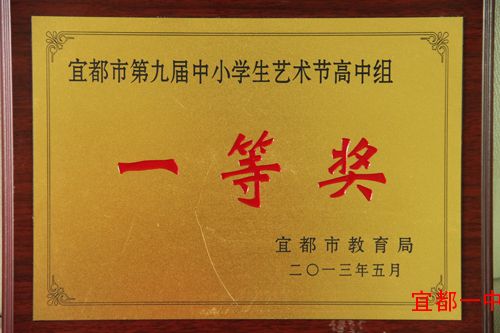 宜都市第九届中小学生艺术节高中组
一等奖
宜都市教育局
二〇一三年五月
宜都一中